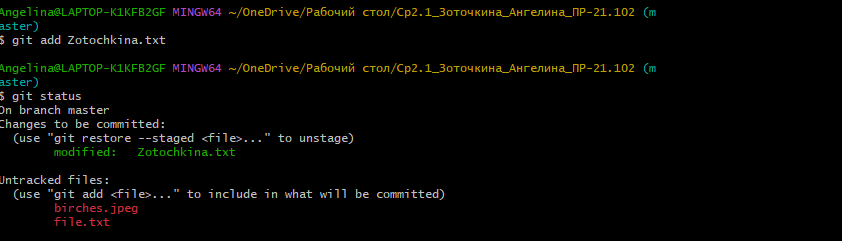 Angelina@LAPTOP-K1KFB2GF MINGW64 ~/OneDrive/Рабочий стол/Ср2.1_Зоточкина_Ангелина_ПР-21.102 (m
aster)
$ git add Zotochkina.txt
Angelina@LAPTOP-K1KFB2GF MINGW64 ~/OneDrive/Рабочий стол/Ср2.1_Зоточкина_Ангелина_ПР-21.102 (m
aster)
$ git status
On branch master
Changes to be committed:
  (use "git restore --staged <file>..." to unstage)
        modified:   Zotochkina.txt
Untracked files:
  (use "git add <file>..." to include in what will be committed)
        birches.jpeg
        file.txt